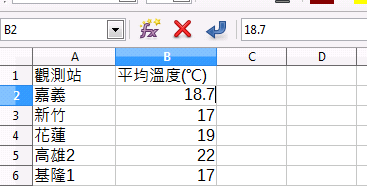 B2 18.7
A B C D
1 觀測站 平均溫度(℃)
2 嘉義 18.7
3 新竹 17
4 花蓮 19
5 高雄2 22
6 基隆1 17